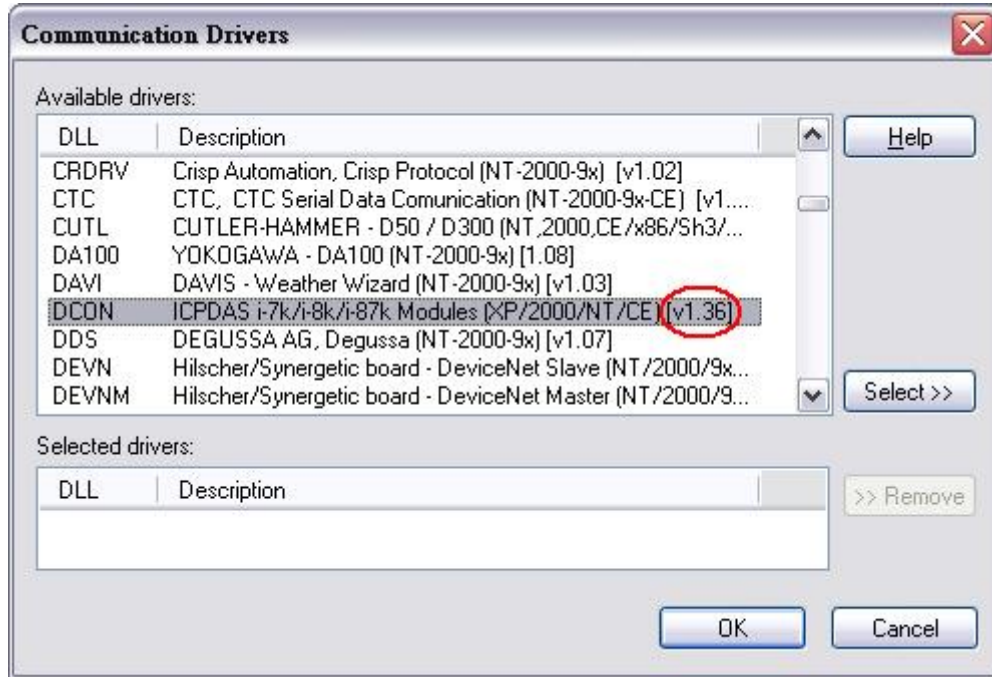 Communication Drivers
Available drivers:
DLL Description
CRDRV Crisp Automation, Crisp Protocol (NT-2000-9x) [v1.02]
CTC CTC, CTC Serial Data Comunication (NT-2000-9x-CE) [v1....
CUTL CUTLER-HAMMER - D50 / D300 (NT,2000,CE/x86/Sh3/...
DA100 YOKOGAWA - DA100 (NT-2000-9x) [1.08]
DAVI DAVIS - Weather Wizard (NT-2000-9x) [v1.03]
DCON ICPDAS i-7k/i-8k/i-87k Modules (XP/2000/NT/CE) [v1.36]
DDS DEGUSSA AG, Degussa (NT-2000-9x) [v1.07]
DEVN Hilscher/Synergetic board - DeviceNet Slave (NT/2000/9x...
DEVNM Hilscher/Synergetic board - DeviceNet Master (NT/2000/9...
Help
Select >>
Selected drivers:
DLL Description
>> Remove
OK Cancel